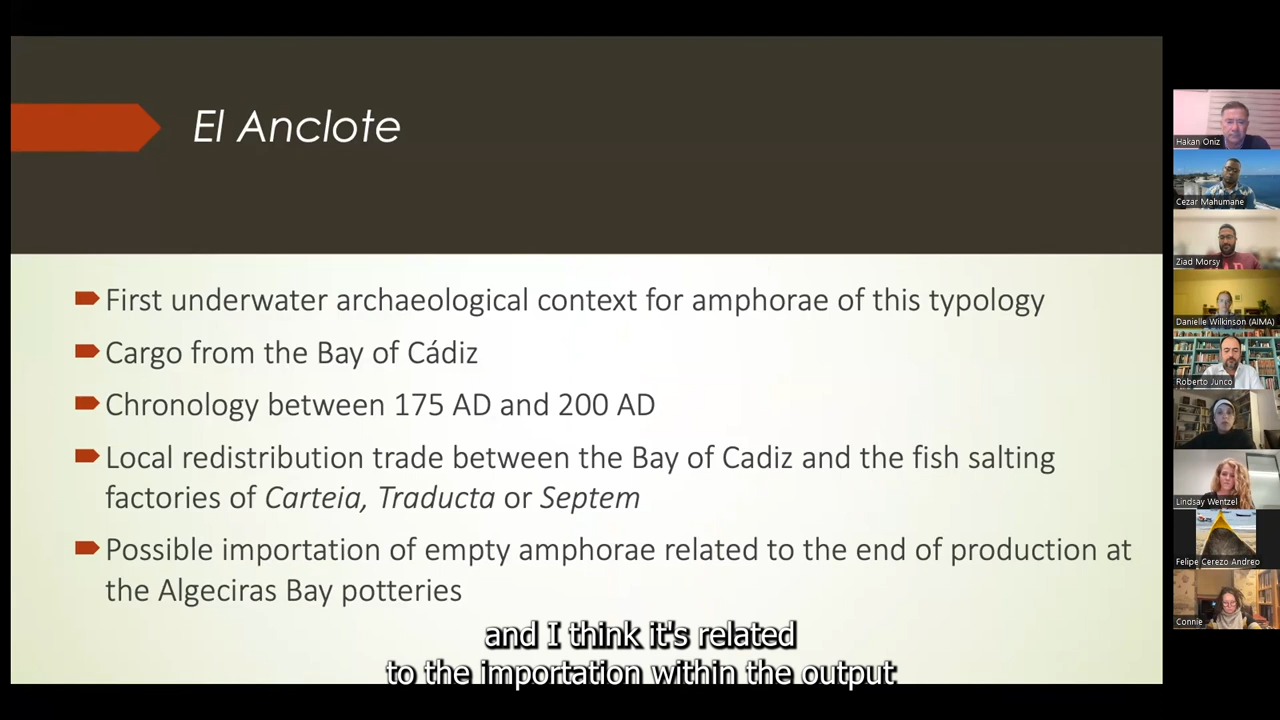 El Anclote
First underwater archaeological context for amphorae of this typology
Cargo from the Bay of Cádiz
Chronology between 175 AD and 200 AD
Local redistribution trade between the Bay of Cadiz and the fish salting
factories of Carteia, Traducta or Septem
Possible importation of empty amphorae related to the end of production at
the Algeciras Bay potteries
and I think it's related
to the importation within the output
Hakan Oniz
Cezar Mahumane
Ziad Morsy
Danielle Wilkinson (AIMA)
Roberto Junco
Lindsay Wentzel
Felipe Cerezo Andreo
Connie